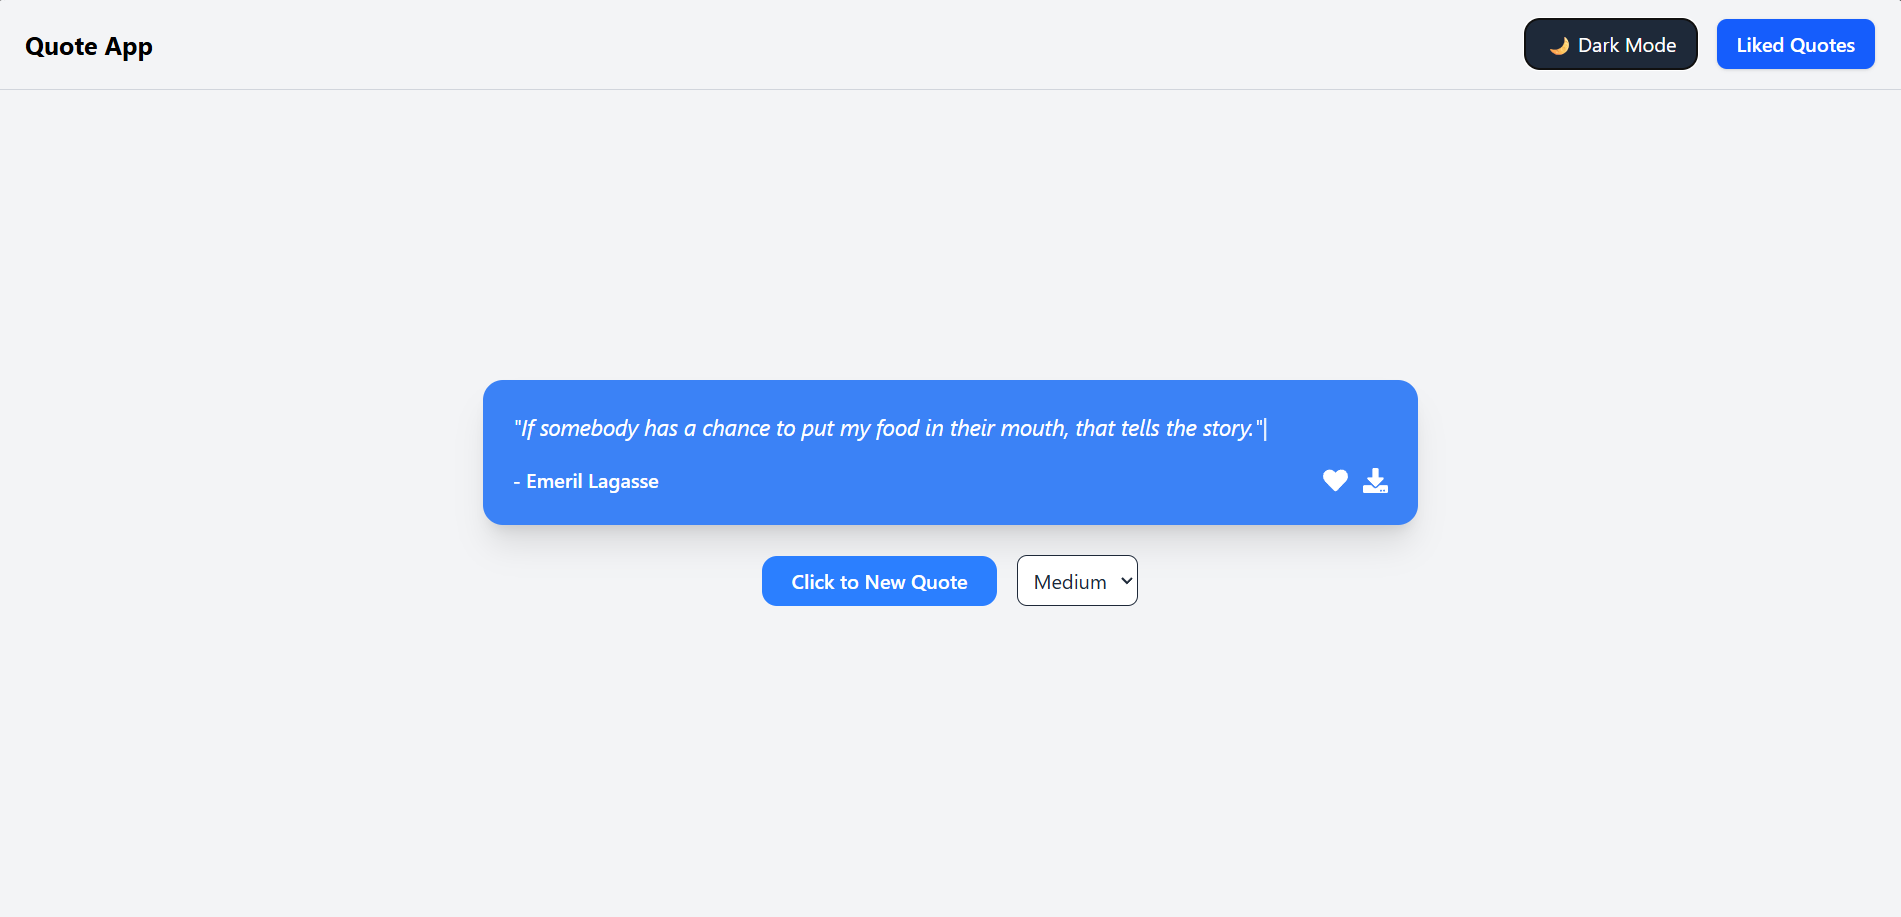 Quote App
🌙 Dark Mode
Liked Quotes
"If somebody has a chance to put my food in their mouth, that tells the story."|
- Emeril Lagasse
Click to New Quote
Medium